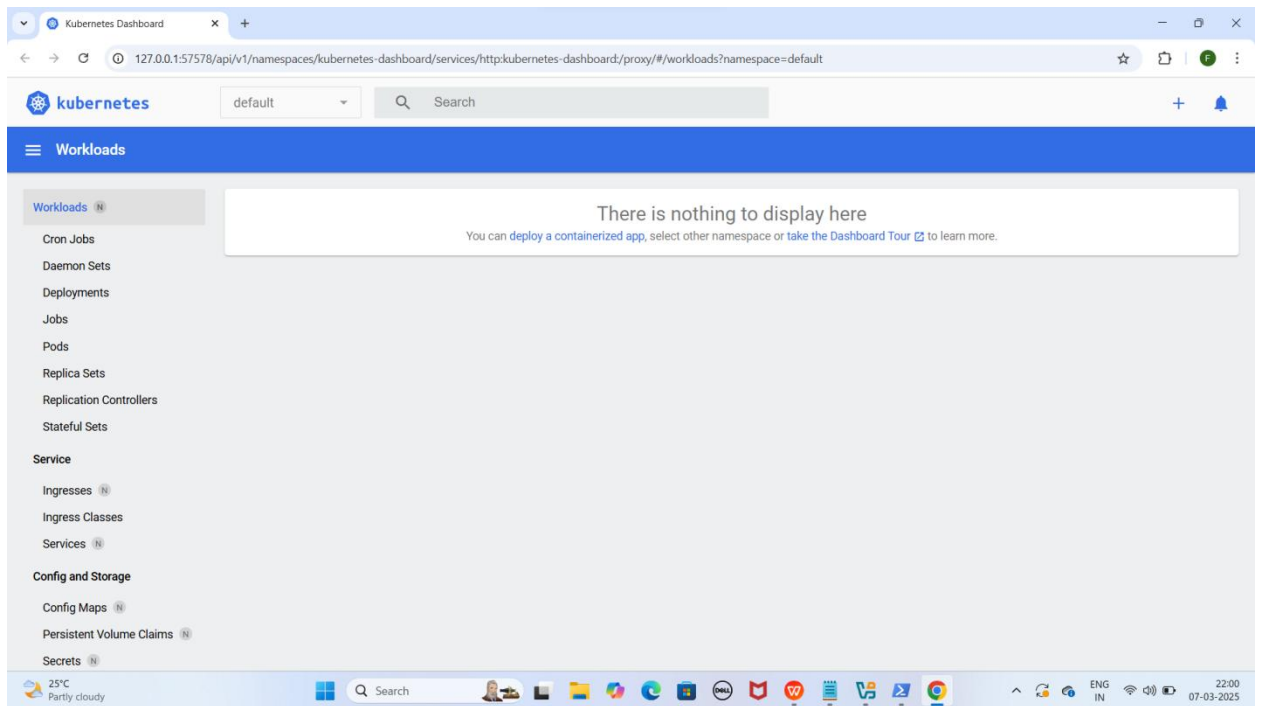 Kubernetes Dashboard
127.0.0.1:57578/api/v1/namespaces/kubernetes-dashboard/services/http:kubernetes-dashboard:/proxy/#/workloads?namespace=default
F
kubernetes
default
Search
Workloads
Workloads N
Cron Jobs
Daemon Sets
Deployments
Jobs
Pods
Replica Sets
Replication Controllers
Stateful Sets
Service
Ingresses N
Ingress Classes
Services N
Config and Storage
Config Maps N
Persistent Volume Claims N
Secrets N
There is nothing to display here
You can deploy a containerized app, select other namespace or take the Dashboard Tour to learn more.
25°C
Partly cloudy
Search
DELL
ENG
IN
22:00
07-03-2025